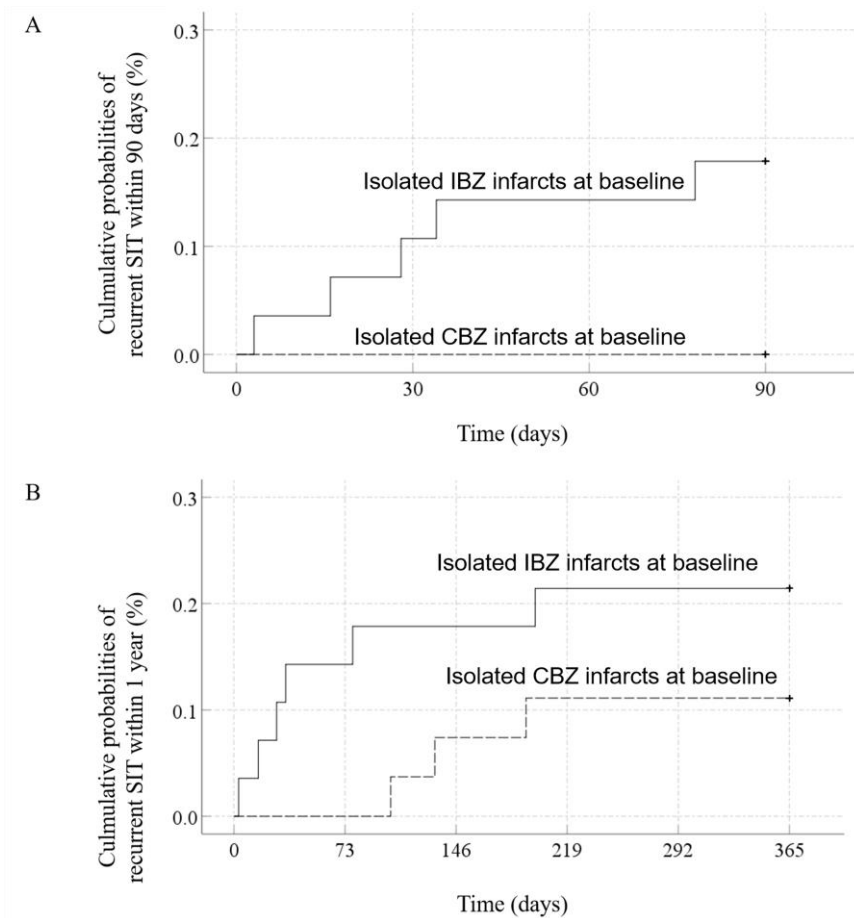 A
Culmulative probabilities of
recurrent SIT within 90 days (%)
0.3
0.2
0.1
0.0
Isolated IBZ infarcts at baseline
Isolated CBZ infarcts at baseline
0 30 60 90
Time (days)
B
Culmulative probabilities of
recurrent SIT within 1 year (%)
0.3
0.2
0.1
0.0
Isolated IBZ infarcts at baseline
Isolated CBZ infarcts at baseline
0 73 146 219 292 365
Time (days)